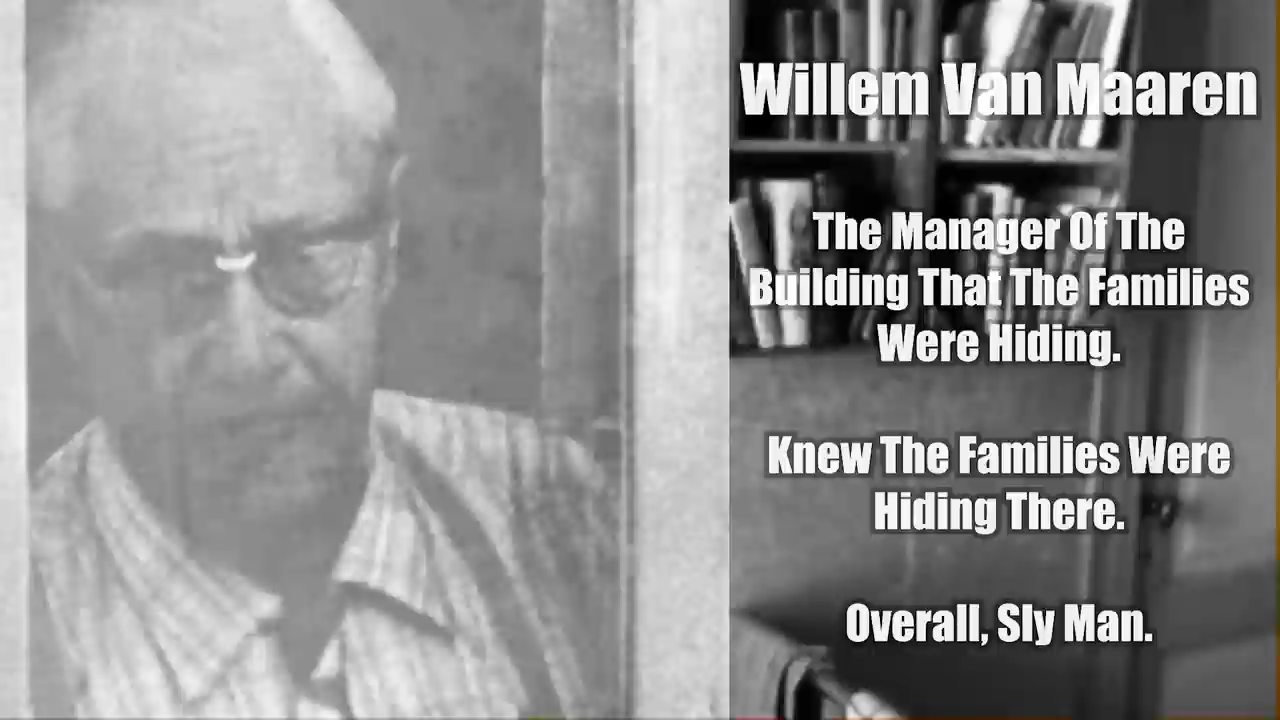 Willem Van Maaren
The Manager Of The
Building That The Families
Were Hiding.
Knew The Families Were
Hiding There.
Overall, Sly Man.